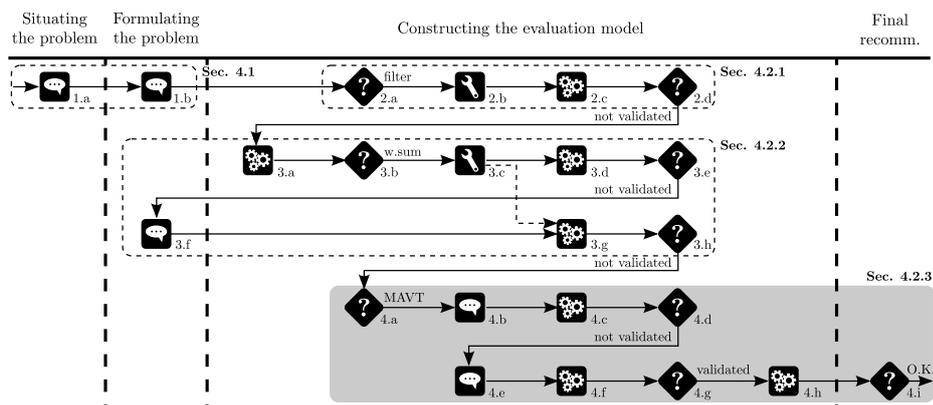 Situating
the problem
Formulating
the problem
Constructing the evaluation model
Final
recomm.
Sec. 4.1
Sec. 4.2.1
1.a
1.b
filter
2.a
2.b
2.c
2.d
not validated
Sec. 4.2.2
3.a
w.sum
3.b
3.c
3.d
3.e
not validated
3.f
3.g
3.h
not validated
Sec. 4.2.3
MAVT
4.a
4.b
4.c
4.d
not validated
4.e
4.f
validated
4.g
4.h
O.K.
4.i